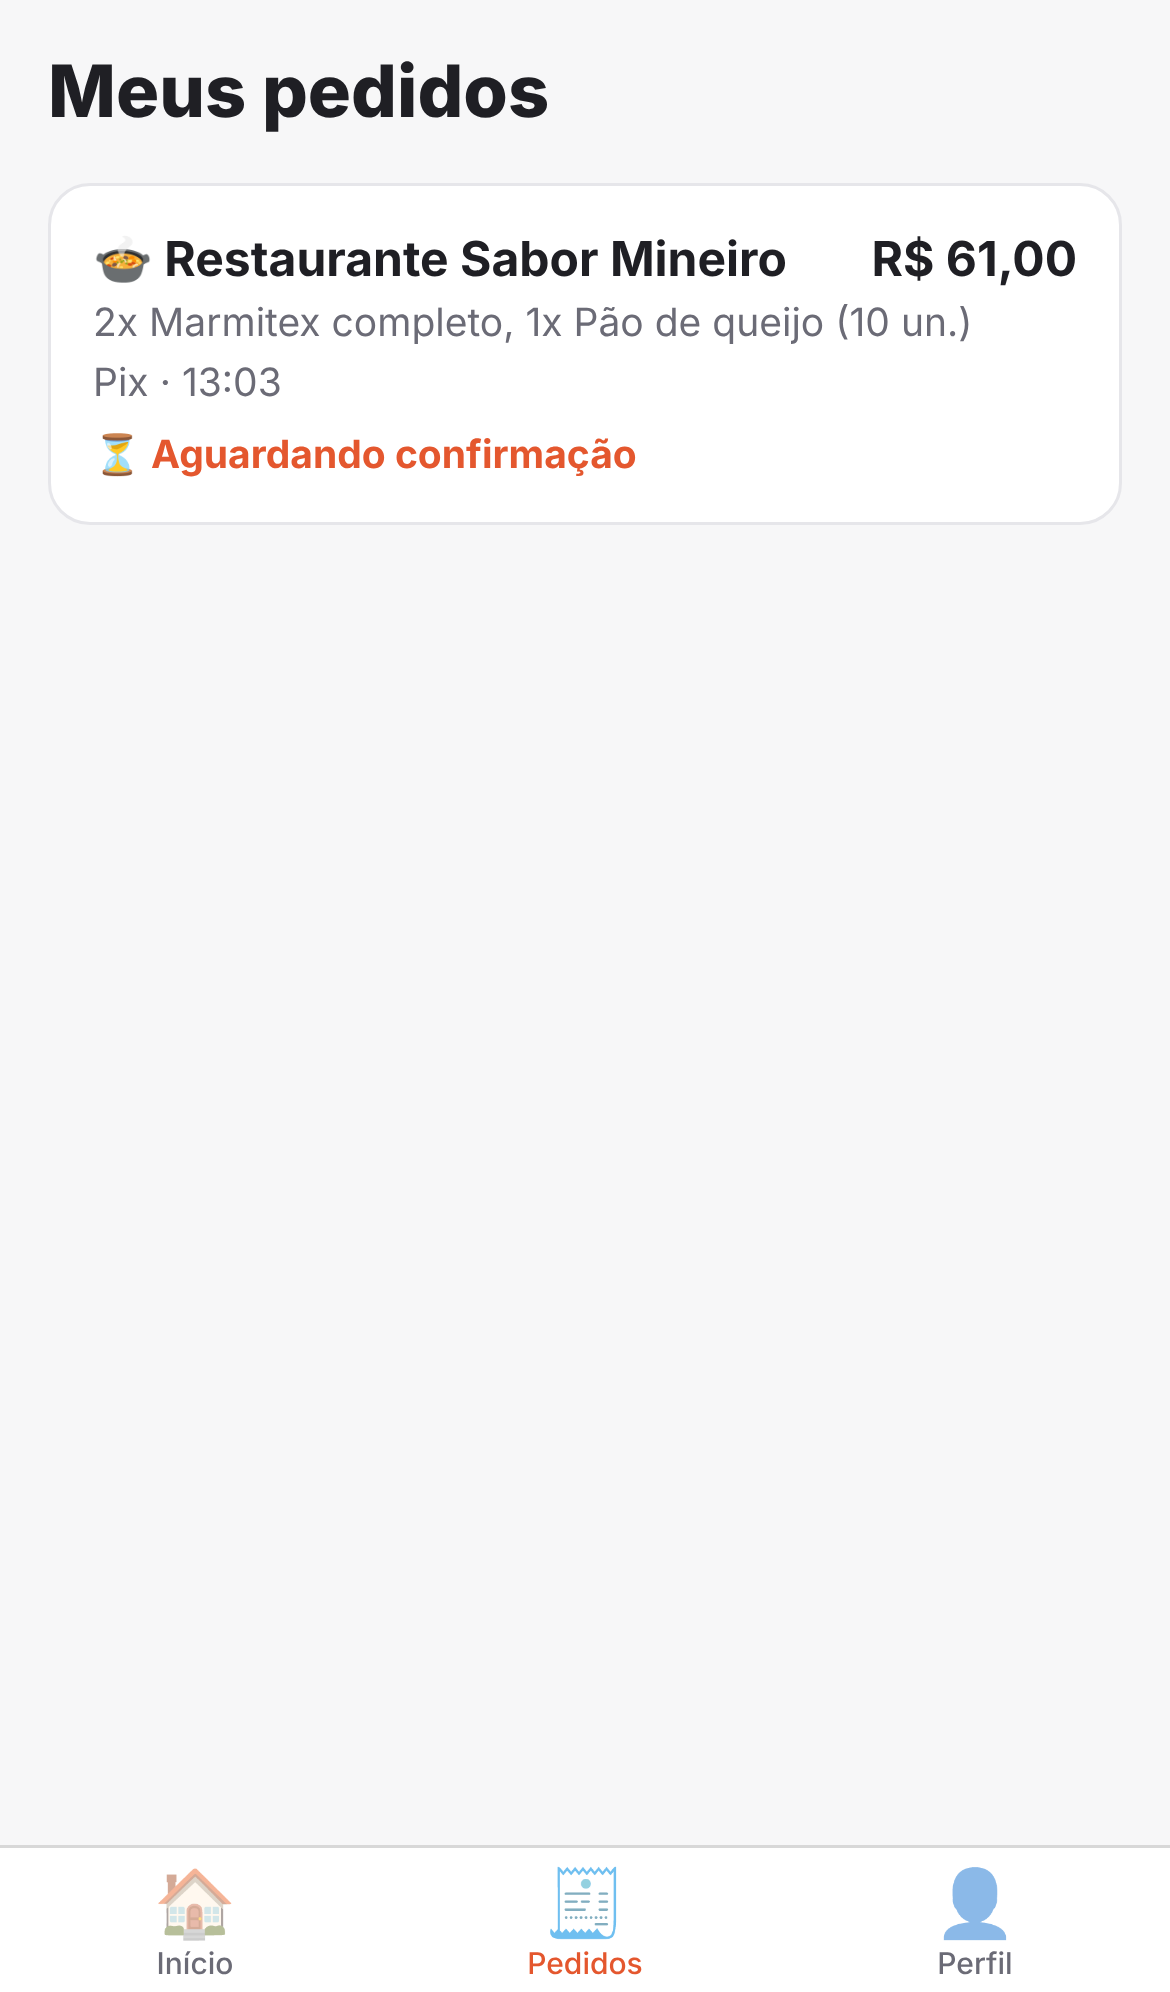 Meus pedidos
Restaurante Sabor Mineiro R$ 61,00
2x Marmitex completo, 1x Pão de queijo (10 un.)
Pix · 13:03
Aguardando confirmação
Início Pedidos Perfil